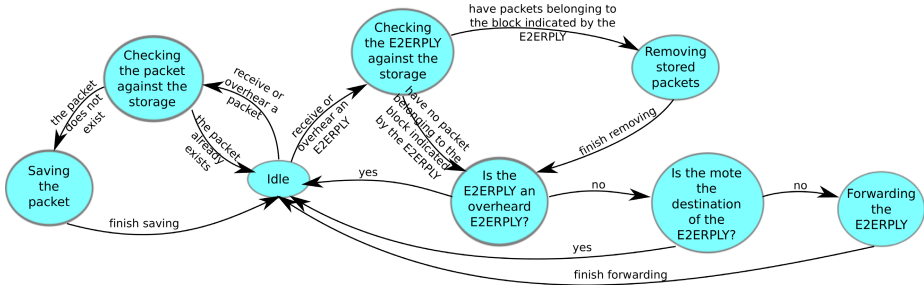 have packets belonging to
the block indicated by the
E2ERPLY
Checking
the E2ERPLY
against the
storage
Removing
stored
packets
Checking
the packet
against the
storage
receive or
overhear a
packet
receive or
overhear an
E2ERPLY
the packet
does not
exist
the packet
already
exists
have no packet
belonging to the
block indicated
by the E2ERPLY
finish removing
Saving
the
packet
Idle
yes
Is the
E2ERPLY an
overheard
E2ERPLY?
no
Is the mote
the
destination
of the
E2ERPLY?
no
Forwarding
the
E2ERPLY
finish saving
yes
finish forwarding